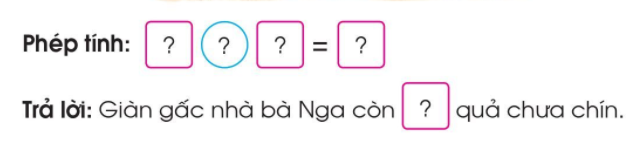 Phép tính: ? ? ? = ?
Trả lời: Giàn gấc nhà bà Nga còn ? quả chưa chín.